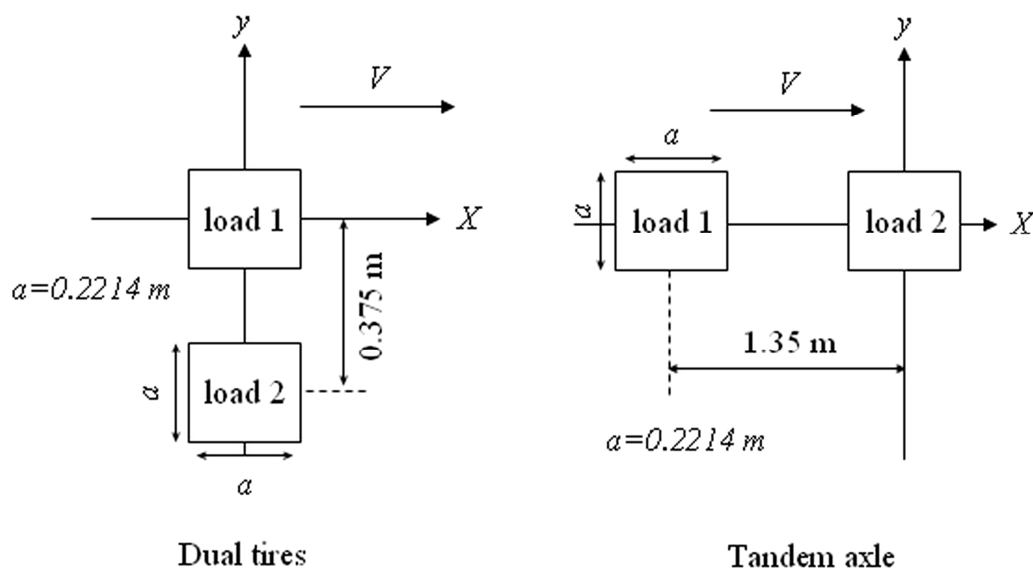 y
V
load 1
X
a=0.2214 m
0.375 m
load 2
a
a
Dual tires
y
V
a
a
load 1
load 2
X
1.35 m
a=0.2214 m
Tandem axle